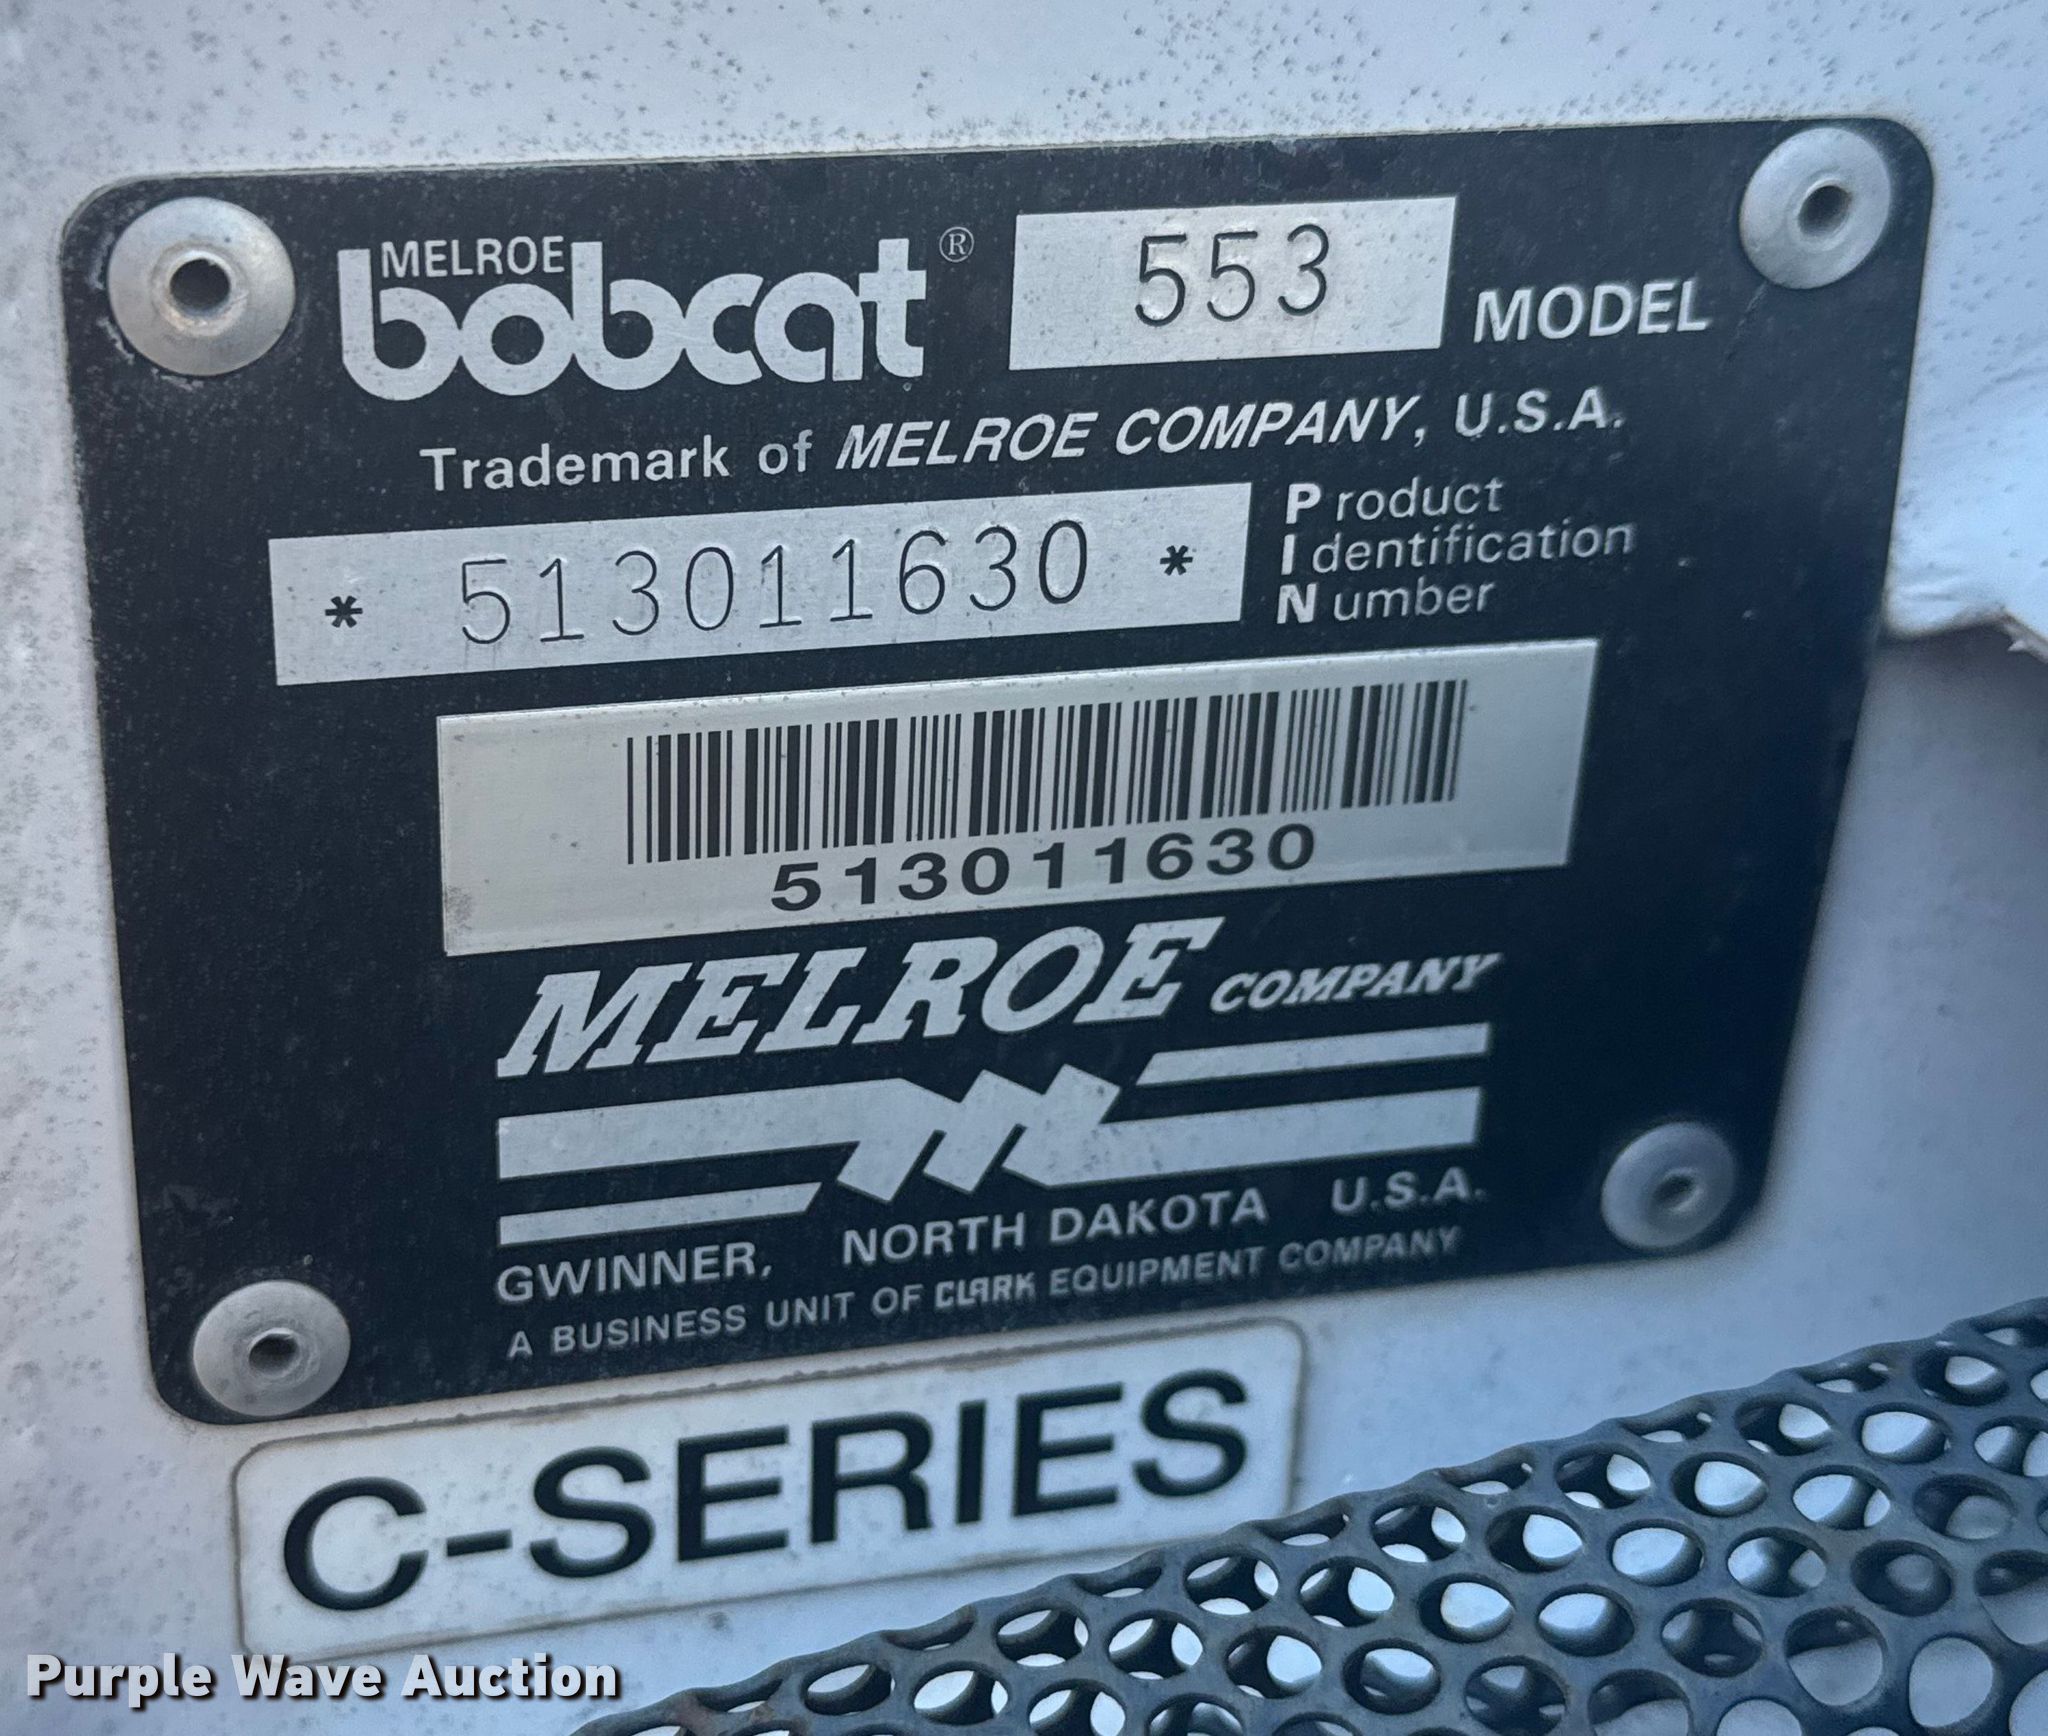 MELROE
bobcat® 553 MODEL
Trademark of MELROE COMPANY, U.S.A.
* 513011630 * Product
Identification
Number
513011630
MELROE COMPANY
GWINNER, NORTH DAKOTA U.S.A.
A BUSINESS UNIT OF CLARK EQUIPMENT COMPANY
C-SERIES
Purple Wave Auction